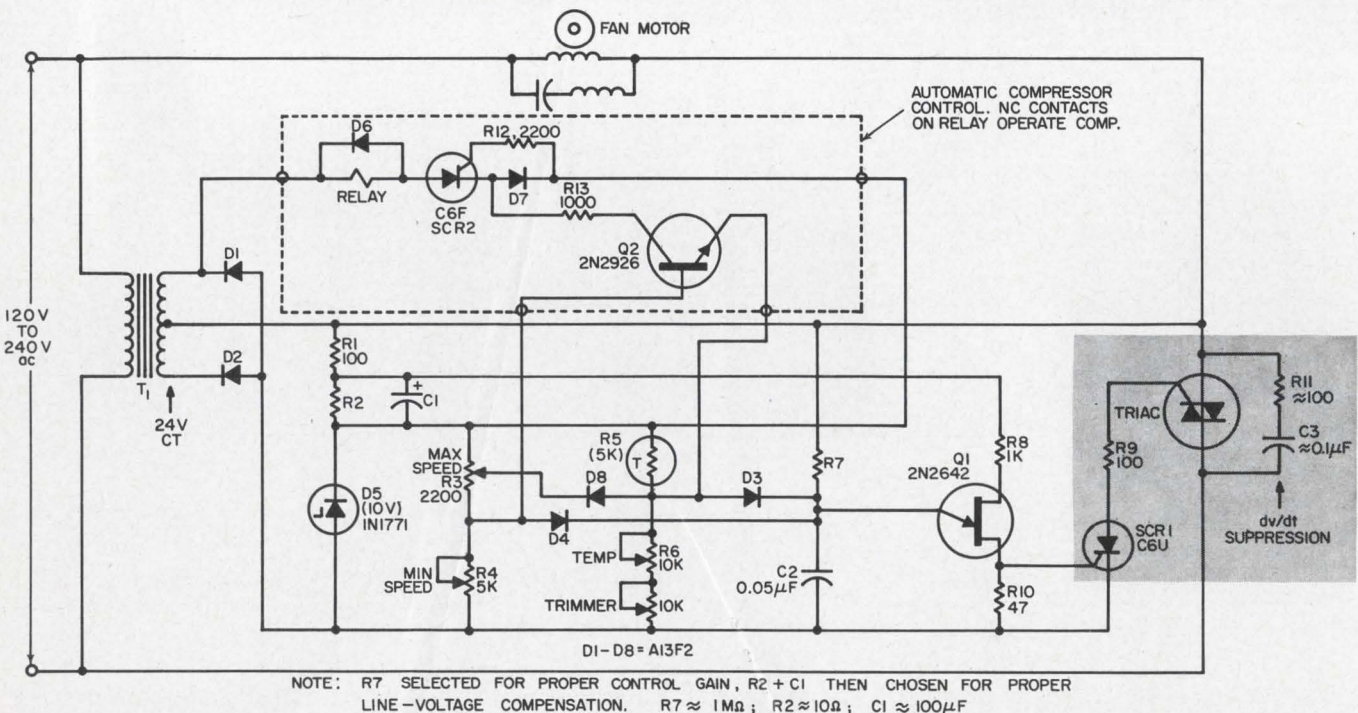 FAN MOTOR
AUTOMATIC COMPRESSOR
CONTROL. NC CONTACTS
ON RELAY OPERATE COMP.
D6
R12, 2200
RELAY
C6F
SCR2
D7
R13
1000
Q2
2N2926
D1
120V
TO
240V
ac
D2
T1
24V
CT
R1
100
R2
C1
+
MAX
SPEED
R3
2200
R5
(5K)
T
D8
D3
R7
Q1
2N2642
R8
1K
TRIAC
R11
≈100
C3
≈0.1μF
R9
100
dv/dt
SUPPRESSION
SCR1
C6U
D5
(10V)
1N1771
D4
MIN
SPEED
R4
5K
TEMP
R6
10K
TRIMMER
10K
C2
0.05μF
R10
47
D1–D8=A13F2
NOTE: R7 SELECTED FOR PROPER CONTROL GAIN, R2+C1 THEN CHOSEN FOR PROPER
LINE–VOLTAGE COMPENSATION. R7≈1MΩ; R2≈10Ω; C1≈100μF